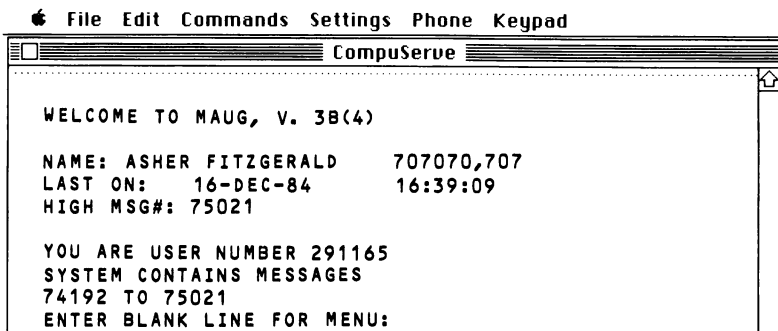 File Edit Commands Settings Phone Keypad
CompuServe
WELCOME TO MAUG, V. 3B(4)
NAME: ASHER FITZGERALD 707070,707
LAST ON: 16-DEC-84 16:39:09
HIGH MSG#: 75021
YOU ARE USER NUMBER 291165
SYSTEM CONTAINS MESSAGES
74192 TO 75021
ENTER BLANK LINE FOR MENU: